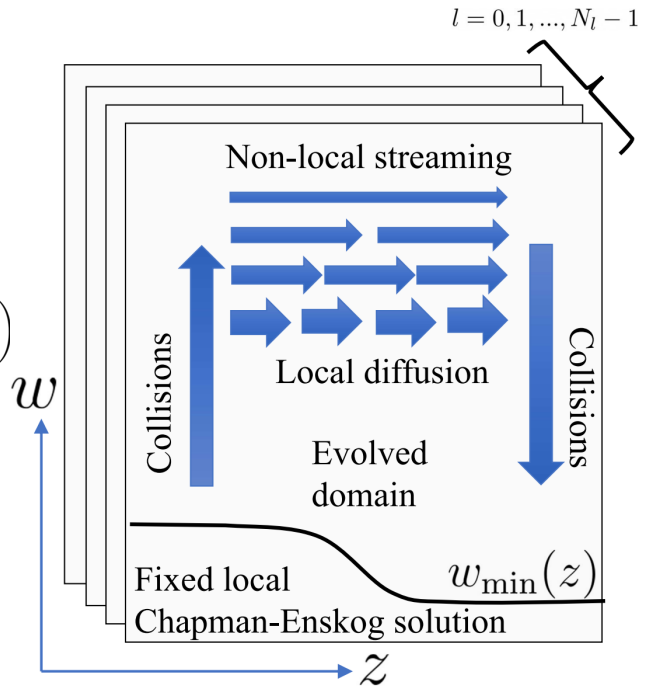 l = 0, 1, ..., N_l − 1
Non-local streaming
Collisions
Collisions
Local diffusion
w
Evolved
domain
w_min(z)
Fixed local
Chapman-Enskog solution
z
)